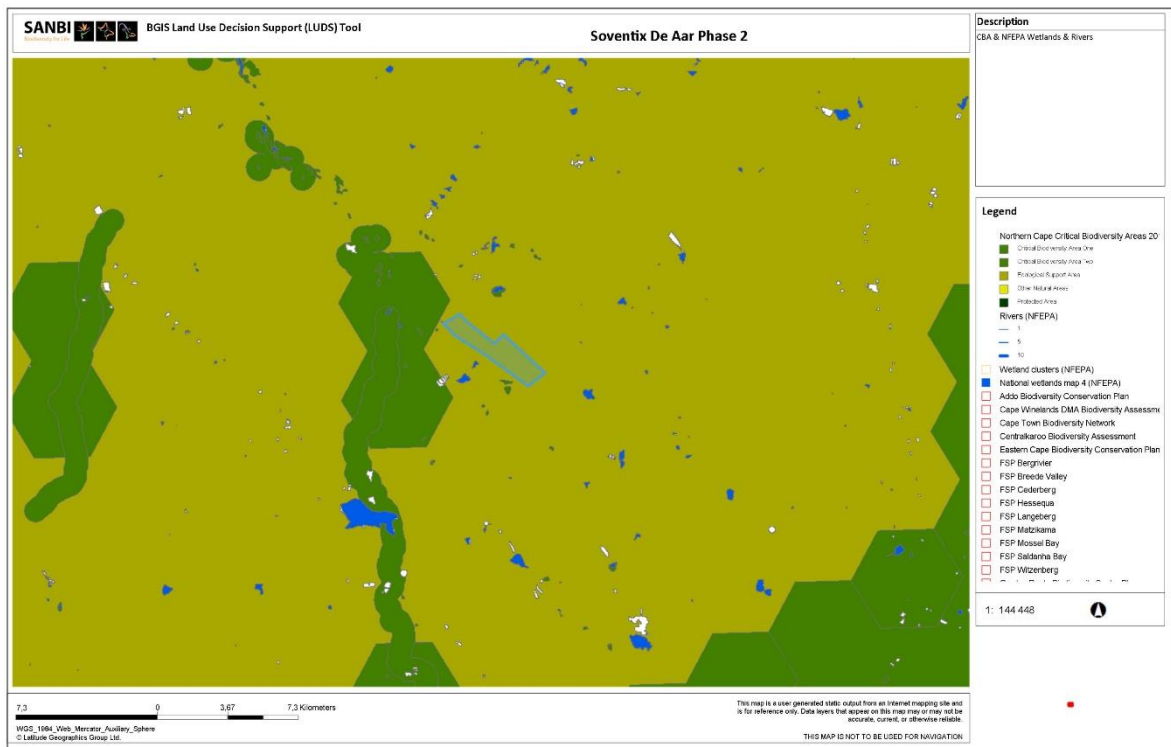 SANBI
Biodiversity for Life
BGIS Land Use Decision Support (LUDS) Tool
Soventix De Aar Phase 2
Description
CBA & NFEPA Wetlands & Rivers
Legend
Northern Cape Critical Biodiversity Areas 201
Critical Biodiversity Area One
Critical Biodiversity Area Two
Ecological Support Area
Other Natural Areas
Protected Area
Rivers (NFEPA)
1
5
10
Wetland clusters (NFEPA)
National wetlands map 4 (NFEPA)
Addo Biodiversity Conservation Plan
Cape Winelands DMA Biodiversity Assessme
Cape Town Biodiversity Network
Centralkaroo Biodiversity Assessment
Eastern Cape Biodiversity Conservation Plan
FSP Bergrivier
FSP Breede Valley
FSP Cederberg
FSP Hessequa
FSP Langeberg
FSP Matzikama
FSP Mossel Bay
FSP Saldanha Bay
FSP Witzenberg
1: 144 448
7,3 0 3,67 7,3 Kilometers
WGS_1984_Web_Mercator_Auxiliary_Sphere
© Latitude Geographics Group Ltd.
This map is a user generated static output from an Internet mapping site and
is for reference only. Data layers that appear on this map may or may not be
accurate, current, or otherwise reliable.
THIS MAP IS NOT TO BE USED FOR NAVIGATION